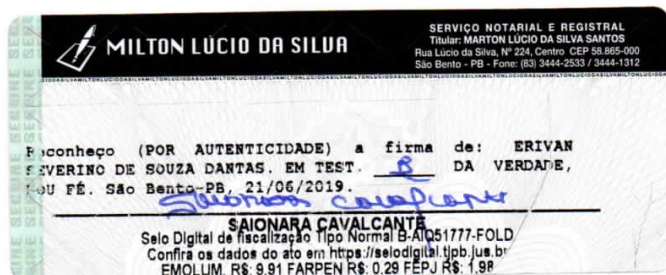 MILTON LÚCIO DA SILVA
SERVIÇO NOTARIAL E REGISTRAL
Titular: MARTON LÚCIO DA SILVA SANTOS
Rua Lúcio da Silva, Nº 224, Centro CEP 58.865-000
São Bento - PB - Fone: (83) 3444-2533 / 3444-1312
Reconheço (POR AUTENTICIDADE) a firma de: ERIVAN
SEVERINO DE SOUZA DANTAS. EM TEST. B DA VERDADE,
DOU FÉ. São Bento-PB, 21/06/2019.
Saionara Cavalcante
SAIONARA CAVALCANTE
Selo Digital de fiscalização Tipo Normal B-AIO51777-FOLD
Confira os dados do ato em https://selodigital.tjpb.jus.br
EMOLUM. R$: 9,91 FARPEN R$: 0,29 FEPJ R$: 1,98